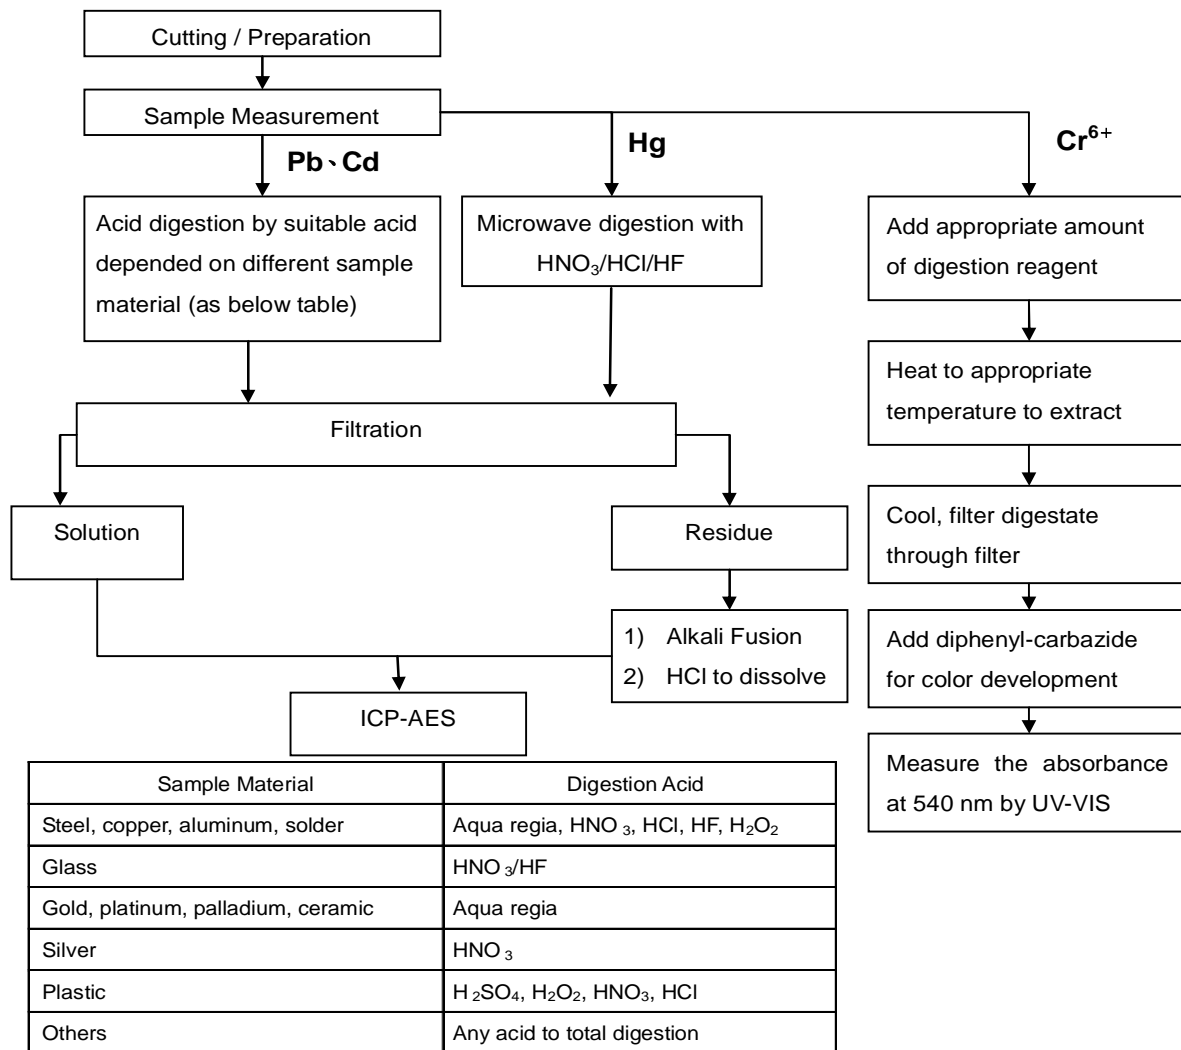 Cutting / Preparation
Sample Measurement
Pb、Cd
Hg
Cr⁶⁺
Acid digestion by suitable acid
depended on different sample
material (as below table)
Microwave digestion with
HNO₃/HCl/HF
Add appropriate amount
of digestion reagent
Heat to appropriate
temperature to extract
Filtration
Solution
Residue
Cool, filter digestate
through filter
1) Alkali Fusion
2) HCl to dissolve
Add diphenyl-carbazide
for color development
ICP-AES
Measure the absorbance
at 540 nm by UV-VIS
Sample Material Digestion Acid
Steel, copper, aluminum, solder Aqua regia, HNO₃, HCl, HF, H₂O₂
Glass HNO₃/HF
Gold, platinum, palladium, ceramic Aqua regia
Silver HNO₃
Plastic H₂SO₄, H₂O₂, HNO₃, HCl
Others Any acid to total digestion